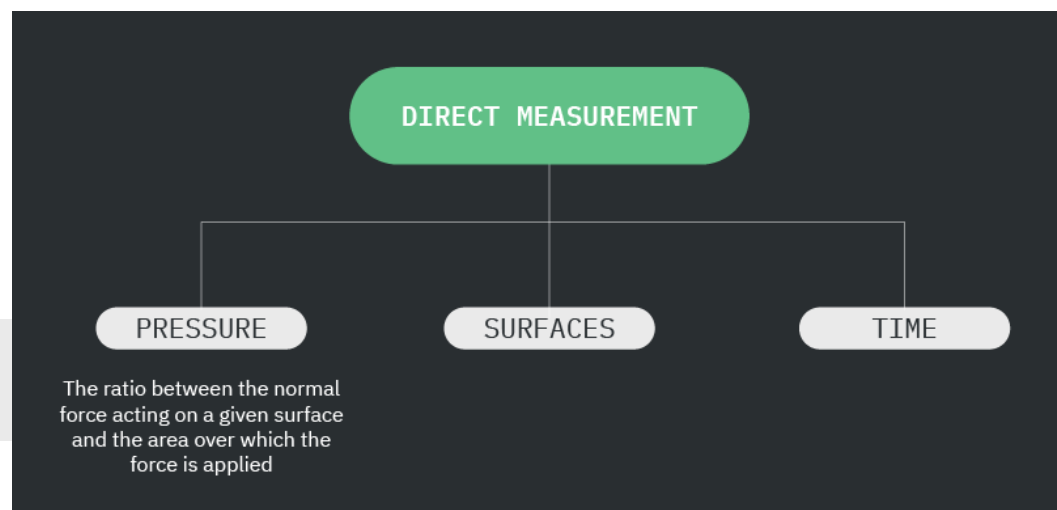 DIRECT MEASUREMENT
PRESSURE
SURFACES
TIME
The ratio between the normal
force acting on a given surface
and the area over which the
force is applied